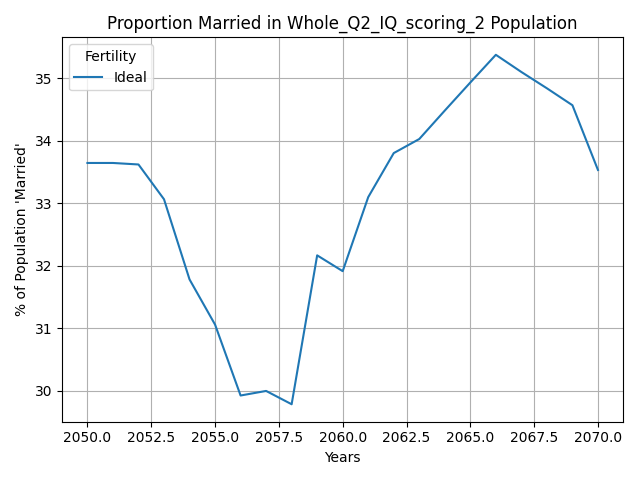 Proportion Married in Whole_Q2_IQ_scoring_2 Population
Fertility
Ideal
% of Population 'Married'
35
34
33
32
31
30
2050.0 2052.5 2055.0 2057.5 2060.0 2062.5 2065.0 2067.5 2070.0
Years